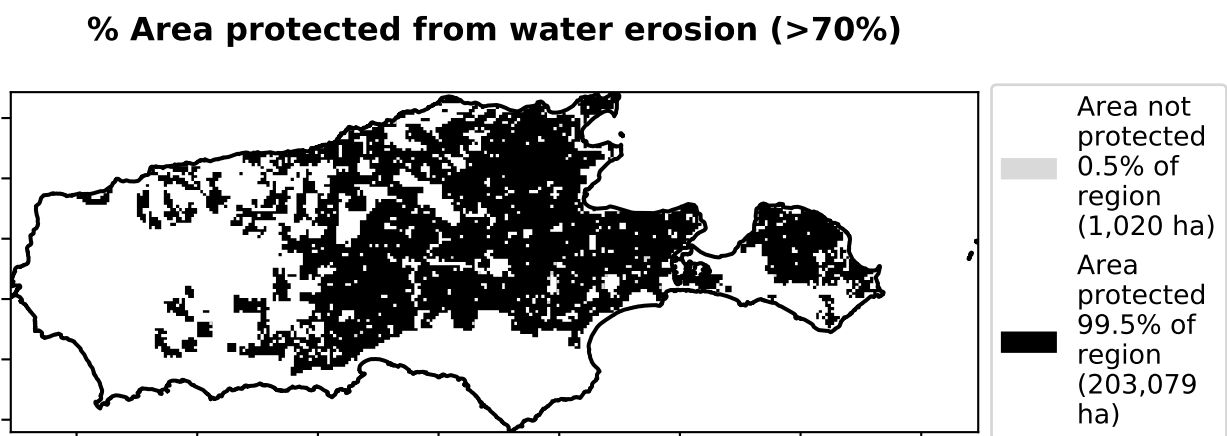 % Area protected from water erosion (>70%)
Area not
protected
0.5% of
region
(1,020 ha)
Area
protected
99.5% of
region
(203,079
ha)